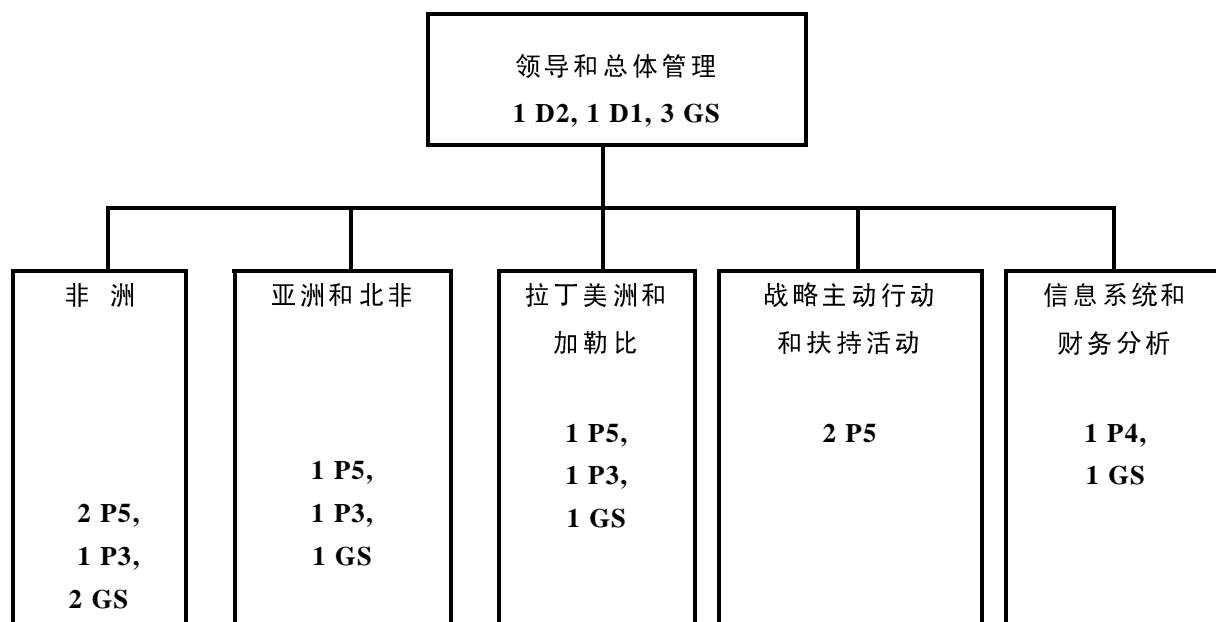 领导和总体管理
1 D2, 1 D1, 3 GS
非 洲
2 P5,
1 P3,
2 GS
亚洲和北非
1 P5,
1 P3,
1 GS
拉丁美洲和
加勒比
1 P5,
1 P3,
1 GS
战略主动行动
和扶持活动
2 P5
信息系统和
财务分析
1 P4,
1 GS